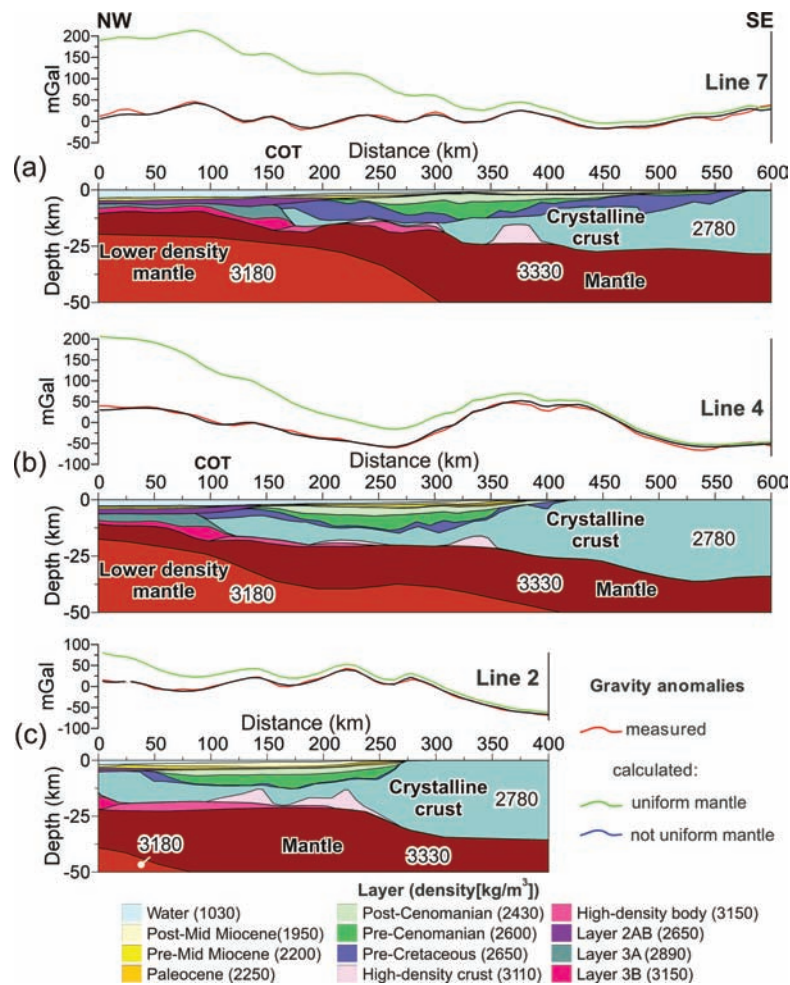 NW
SE
200
150
100
50
0
mGal
Line 7
COT
Distance (km)
(a)
0 50 100 150 200 250 300 350 400 450 500 550 600
Depth (km)
0
-25
-50
Crystalline
crust
2780
Lower density
mantle
3180
3330
Mantle
200
150
100
50
0
-50
-100
mGal
Line 4
COT
Distance (km)
(b)
0 50 100 150 200 250 300 350 400 450 500 550 600
Depth (km)
0
-25
-50
Crystalline
crust
2780
Lower density
mantle
3180
3330
Mantle
100
50
0
-50
-100
mGal
Line 2
Distance (km)
(c)
0 50 100 150 200 250 300 350 400
Depth (km)
0
-25
-50
Crystalline
crust
2780
3180
Mantle
3330
Gravity anomalies
measured
calculated:
uniform mantle
not uniform mantle
Layer (density[kg/m³])
Water (1030)
Post-Mid Miocene(1950)
Pre-Mid Miocene (2200)
Paleocene (2250)
Post-Cenomanian (2430)
Pre-Cenomanian (2600)
Pre-Cretaceous (2650)
High-density crust (3110)
High-density body (3150)
Layer 2AB (2650)
Layer 3A (2890)
Layer 3B (3150)